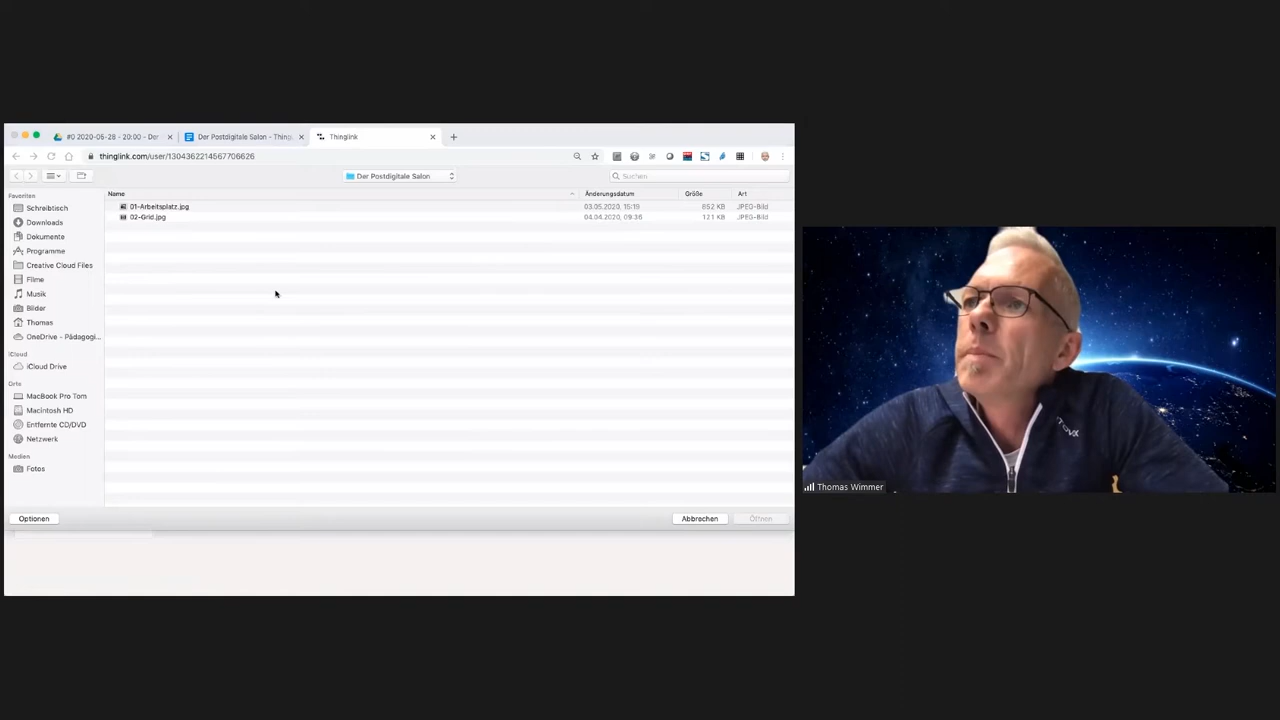 #0 2020-05-28 - 20:00 - Der
Der Postdigitale Salon - Thing
Thinglink
thinglink.com/user/1304362214567706626
Der Postdigitale Salon
Suchen
Favoriten
Schreibtisch
Downloads
Dokumente
Programme
Creative Cloud Files
Filme
Musik
Bilder
Thomas
OneDrive - Pädagogi...
iCloud
iCloud Drive
Orte
MacBook Pro Tom
Macintosh HD
Entfernte CD/DVD
Netzwerk
Medien
Fotos
Name
Änderungsdatum
Größe
Art
01-Arbeitsplatz.jpg
03.05.2020, 15:19
652 KB
JPEG-Bild
02-Grid.jpg
04.04.2020, 09:36
121 KB
JPEG-Bild
Optionen
Abbrechen
Öffnen
Thomas Wimmer